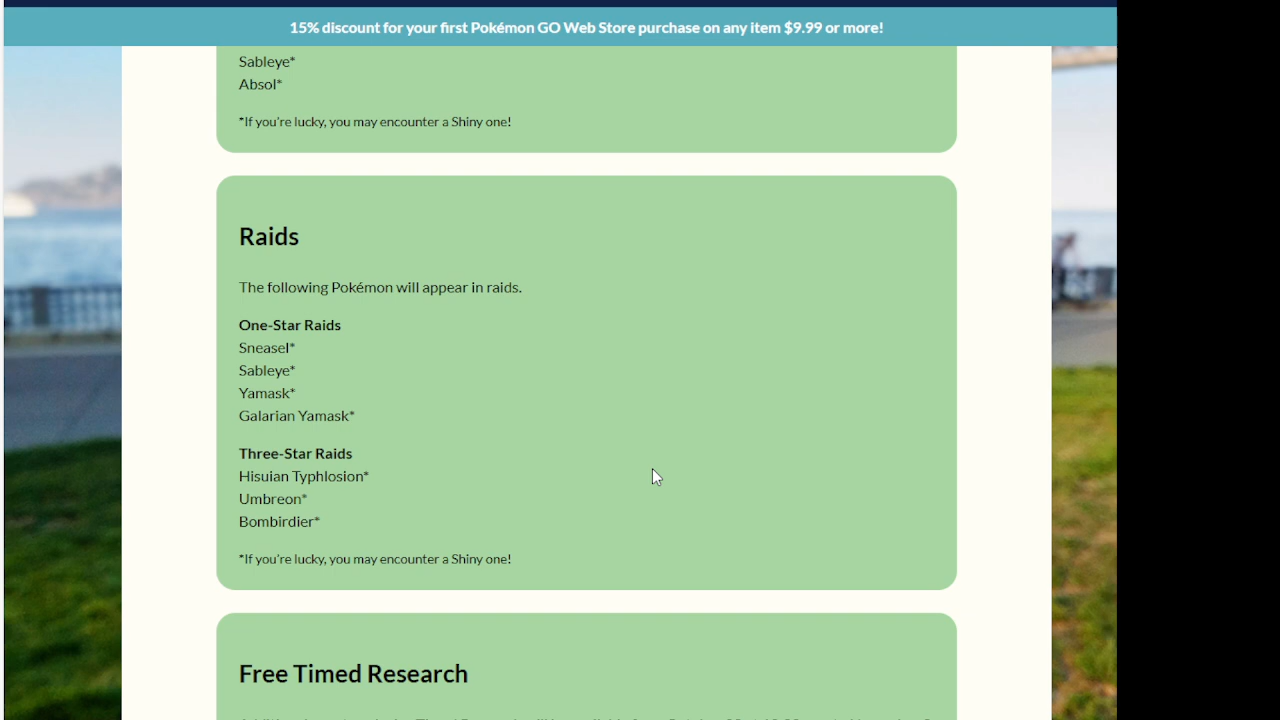 15% discount for your first Pokémon GO Web Store purchase on any item $9.99 or more!
Sableye*
Absol*
*If you're lucky, you may encounter a Shiny one!
Raids
The following Pokémon will appear in raids.
One-Star Raids
Sneasel*
Sableye*
Yamask*
Galarian Yamask*
Three-Star Raids
Hisuian Typhlosion*
Umbreon*
Bombirdier*
*If you're lucky, you may encounter a Shiny one!
Free Timed Research